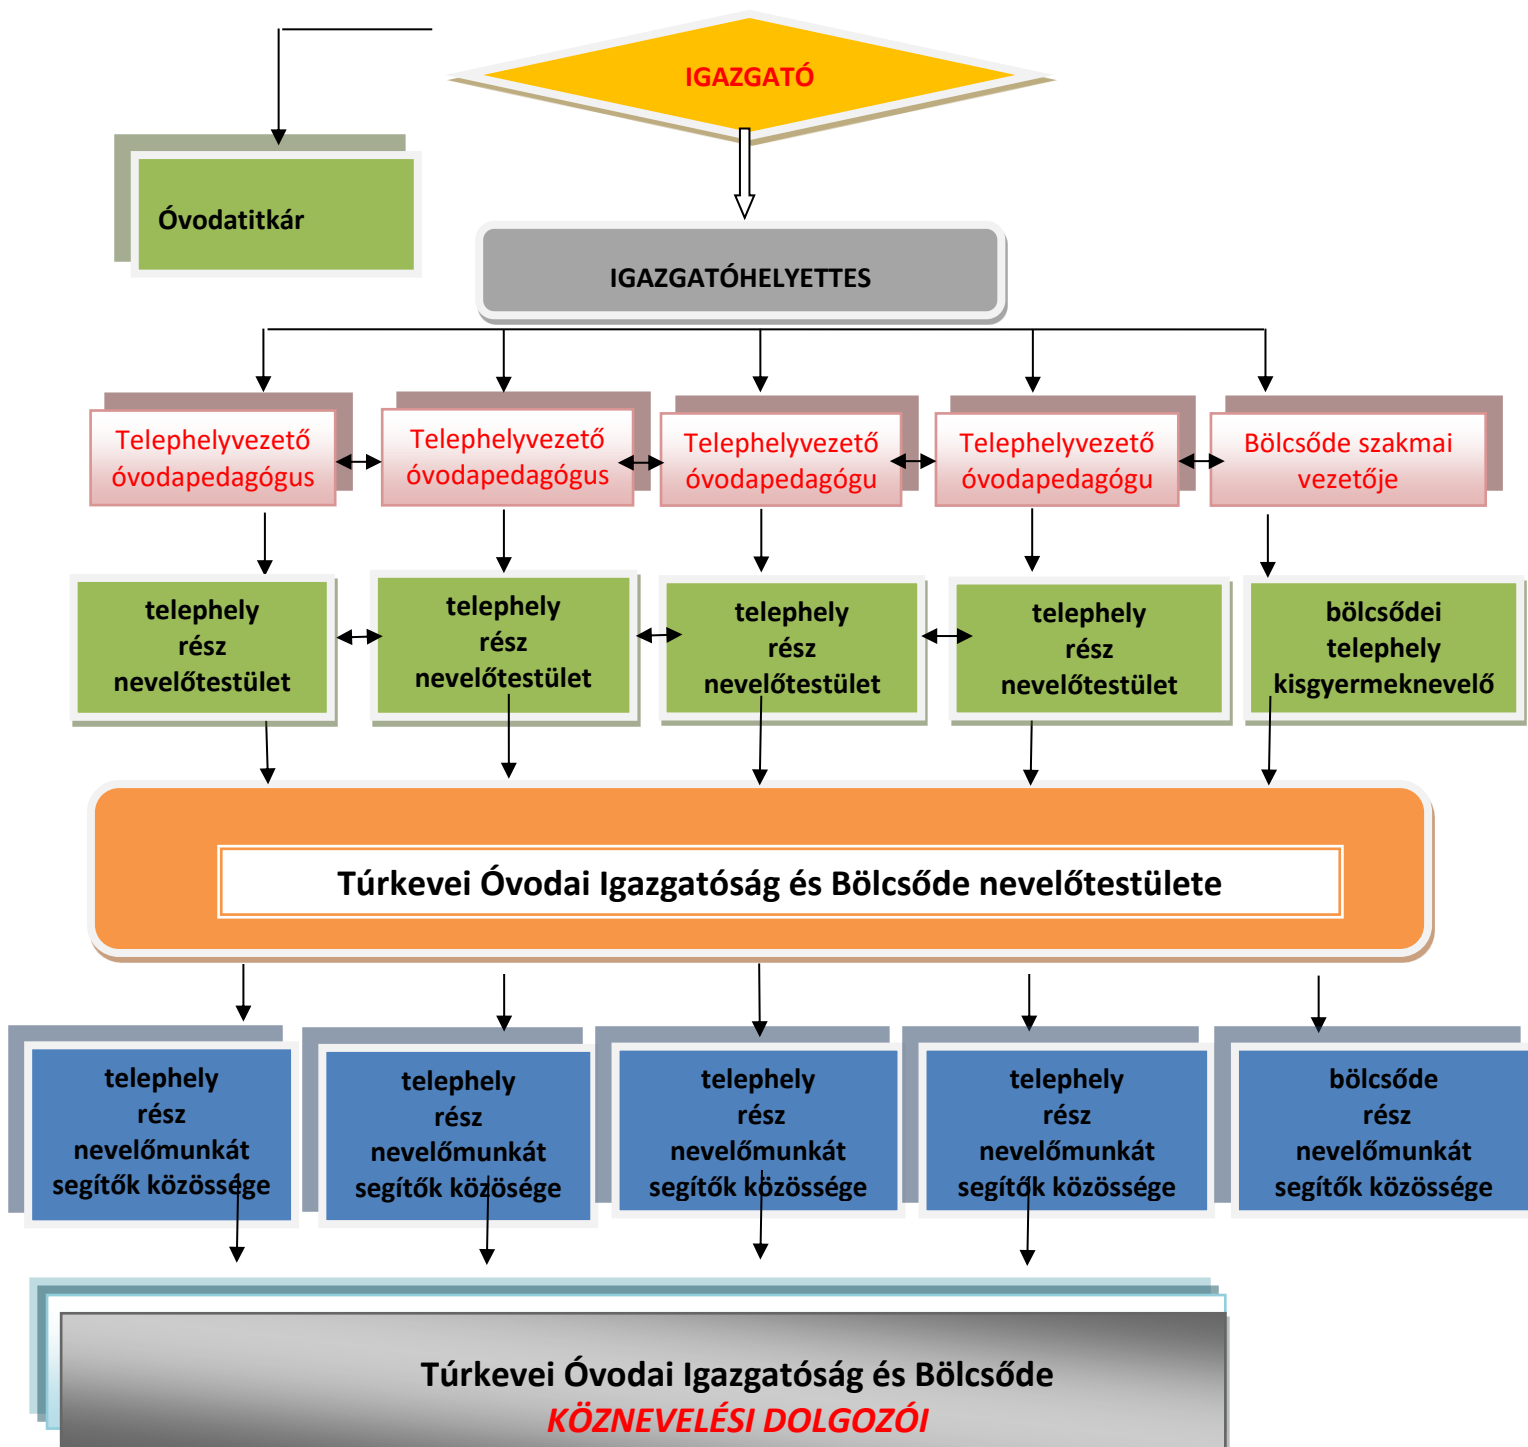 IGAZGATÓ
Óvodatitkár
IGAZGATÓHELYETTES
Telephelyvezető
óvodapedagógus
Telephelyvezető
óvodapedagógus
Telephelyvezető
óvodapedagógu
Telephelyvezető
óvodapedagógu
Bölcsőde szakmai
vezetője
telephely
rész
nevelőtestület
telephely
rész
nevelőtestület
telephely
rész
nevelőtestület
telephely
rész
nevelőtestület
bölcsődei
telephely
kisgyermeknevelő
Túrkevei Óvodai Igazgatóság és Bölcsőde nevelőtestülete
telephely
rész
nevelőmunkát
segítők közössége
telephely
rész
nevelőmunkát
segítők közösége
telephely
rész
nevelőmunkát
segítők közössége
telephely
rész
nevelőmunkát
segítők közössége
bölcsőde
rész
nevelőmunkát
segítők közössége
Túrkevei Óvodai Igazgatóság és Bölcsőde
KÖZNEVELÉSI DOLGOZÓI